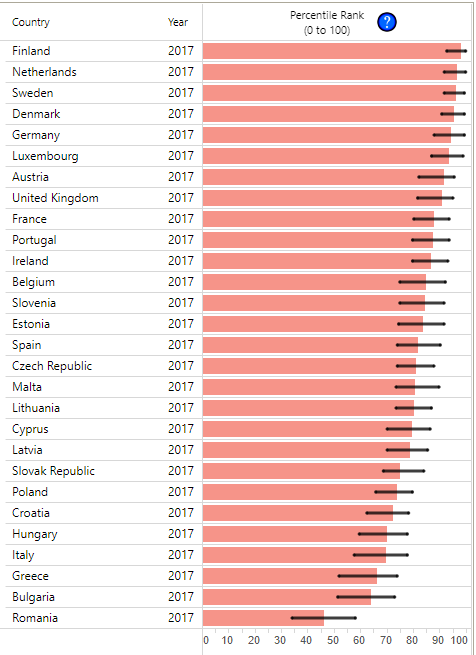 Country Year Percentile Rank
(0 to 100) ?
Finland 2017
Netherlands 2017
Sweden 2017
Denmark 2017
Germany 2017
Luxembourg 2017
Austria 2017
United Kingdom 2017
France 2017
Portugal 2017
Ireland 2017
Belgium 2017
Slovenia 2017
Estonia 2017
Spain 2017
Czech Republic 2017
Malta 2017
Lithuania 2017
Cyprus 2017
Latvia 2017
Slovak Republic 2017
Poland 2017
Croatia 2017
Hungary 2017
Italy 2017
Greece 2017
Bulgaria 2017
Romania 2017
0 10 20 30 40 50 60 70 80 90 100